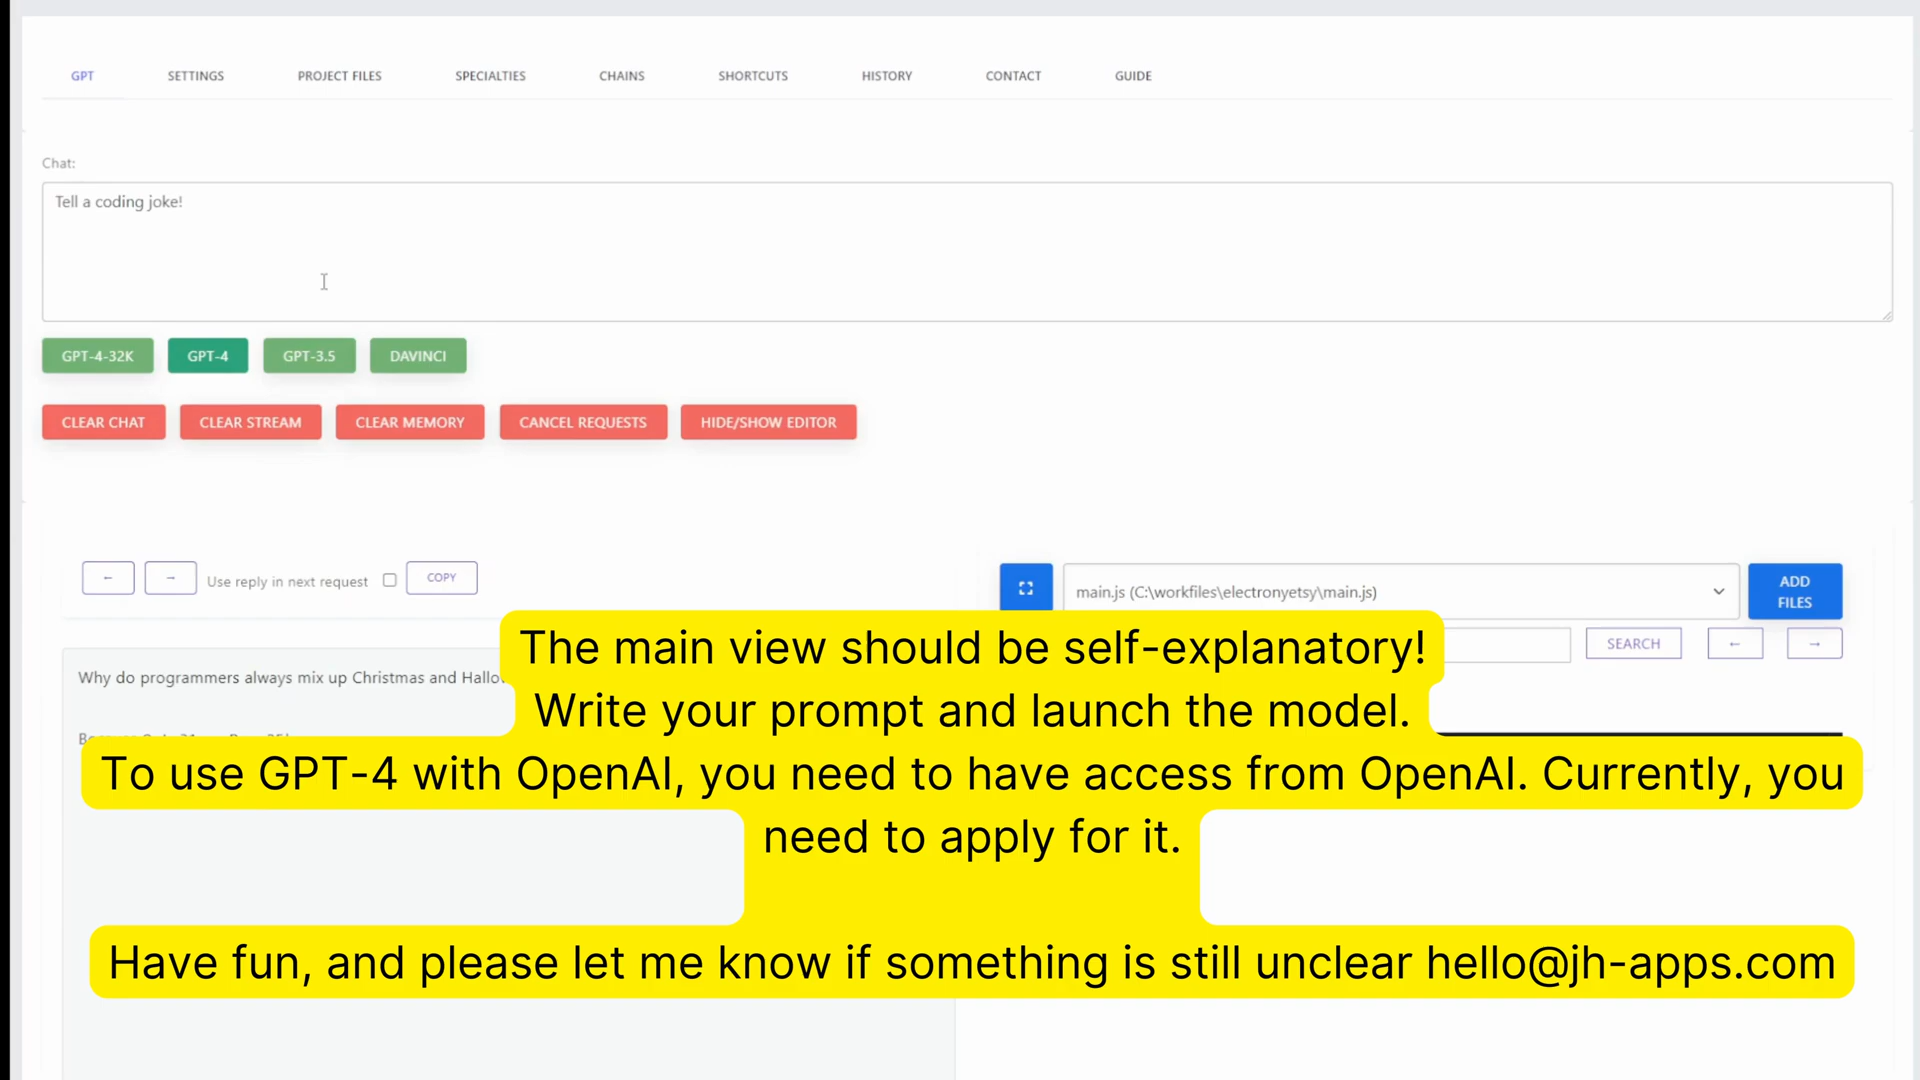 GPT SETTINGS PROJECT FILES SPECIALTIES CHAINS SHORTCUTS HISTORY CONTACT GUIDE
Chat:
Tell a coding joke!
GPT-4-32K GPT-4 GPT-3.5 DAVINCI
CLEAR CHAT CLEAR STREAM CLEAR MEMORY CANCEL REQUESTS HIDE/SHOW EDITOR
← → Use reply in next request COPY
main.js (C:\workfiles\electronyetsy\main.js)
ADD
FILES
SEARCH ← →
Why do programmers always mix up Christmas and
The main view should be self-explanatory!
Write your prompt and launch the model.
To use GPT-4 with OpenAI, you need to have access from OpenAI. Currently, you
need to apply for it.
Have fun, and please let me know if something is still unclear hello@jh-apps.com